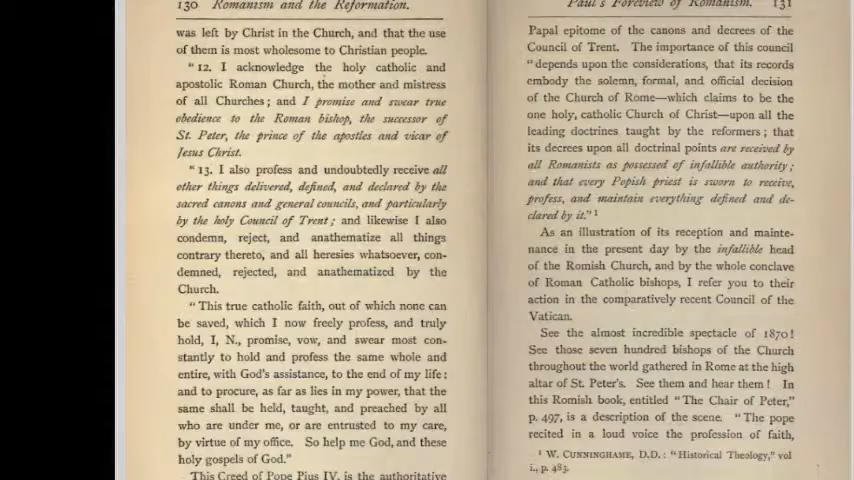 130 Romanism and the Reformation.
was left by Christ in the Church, and that the use
of them is most wholesome to Christian people.
"12. I acknowledge the holy catholic and
apostolic Roman Church, the mother and mistress
of all Churches; and I promise and swear true
obedience to the Roman bishop, the successor of
St. Peter, the prince of the apostles and vicar of
Jesus Christ.
"13. I also profess and undoubtedly receive all
other things delivered, defined, and declared by the
sacred canons and general councils, and particularly
by the holy Council of Trent; and likewise I also
condemn, reject, and anathematize all things
contrary thereto, and all heresies whatsoever, con-
demned, rejected, and anathematized by the
Church.
"This true catholic faith, out of which none can
be saved, which I now freely profess, and truly
hold, I, N., promise, vow, and swear most con-
stantly to hold and profess the same whole and
entire, with God's assistance, to the end of my life:
and to procure, as far as lies in my power, that the
same shall be held, taught, and preached by all
who are under me, or are entrusted to my care,
by virtue of my office. So help me God, and these
holy gospels of God."
This Creed of Pope Pius IV. is the authoritative
Paul's Foreview of Romanism. 131
Papal epitome of the canons and decrees of the
Council of Trent. The importance of this council
"depends upon the considerations, that its records
embody the solemn, formal, and official decision
of the Church of Rome—which claims to be the
one holy, catholic Church of Christ—upon all the
leading doctrines taught by the reformers; that
its decrees upon all doctrinal points are received by
all Romanists as possessed of infallible authority;
and that every Popish priest is sworn to receive,
profess, and maintain everything defined and de-
clared by it." 1
As an illustration of its reception and mainte-
nance in the present day by the infallible head
of the Romish Church, and by the whole conclave
of Roman Catholic bishops, I refer you to their
action in the comparatively recent Council of the
Vatican.
See the almost incredible spectacle of 1870!
See those seven hundred bishops of the Church
throughout the world gathered in Rome at the high
altar of St. Peter's. See them and hear them! In
this Romish book, entitled "The Chair of Peter,"
p. 497, is a description of the scene. "The pope
recited in a loud voice the profession of faith,
1 W. CUNNINGHAME, D.D.: "Historical Theology," vol
i., p. 483.